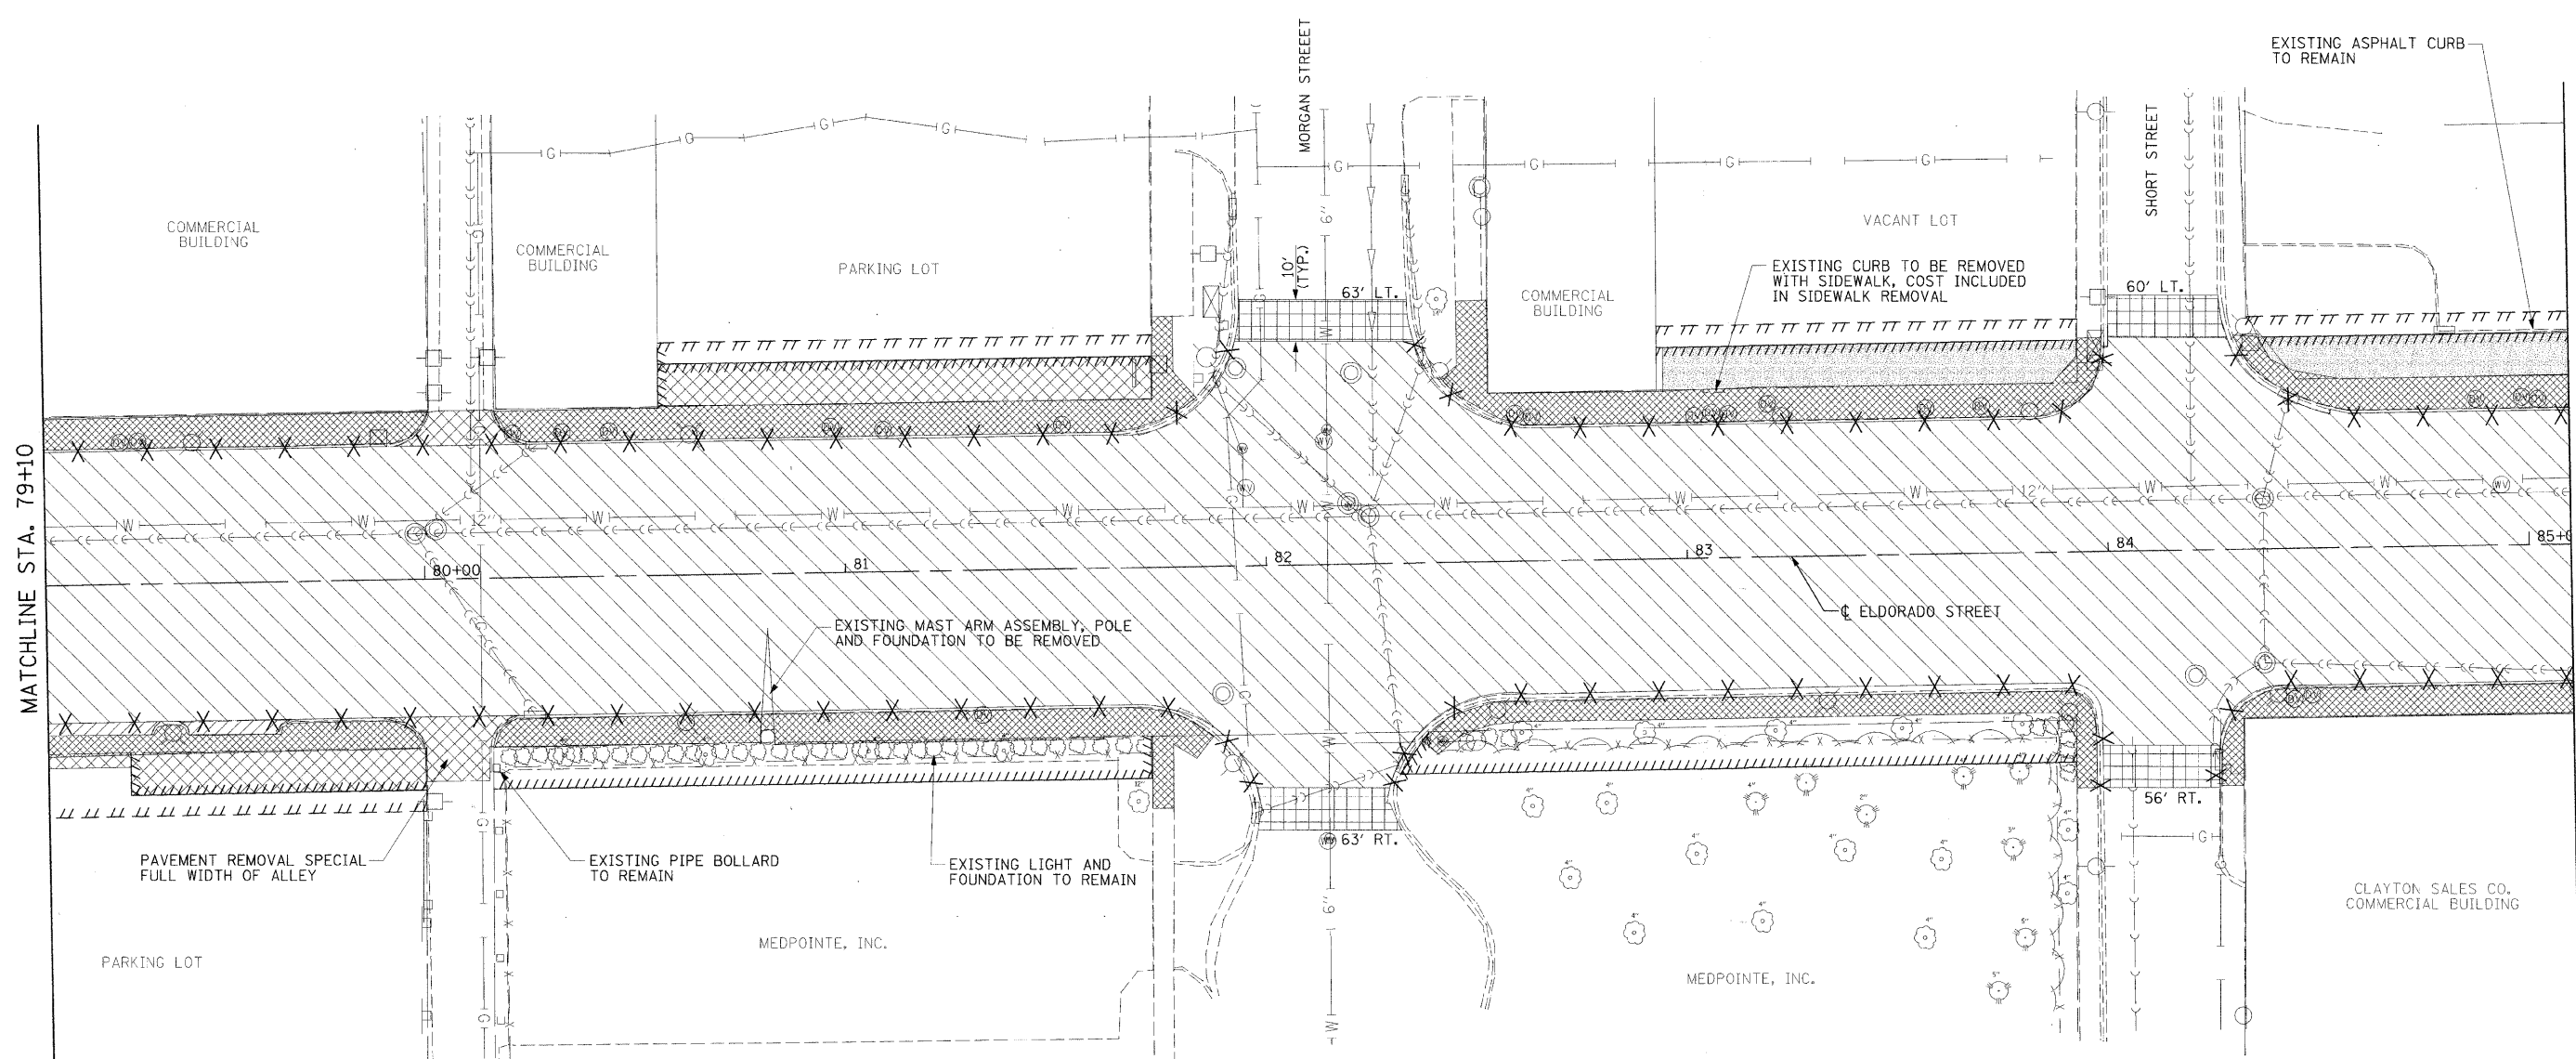 EXISTING ASPHALT CURB
TO REMAIN
MORGAN STREEET
SHORT STREET
COMMERCIAL
BUILDING
COMMERCIAL
BUILDING
PARKING LOT
10'
(TYP.)
63' LT.
6"
COMMERCIAL
BUILDING
VACANT LOT
EXISTING CURB TO BE REMOVED
WITH SIDEWALK, COST INCLUDED
IN SIDEWALK REMOVAL
60' LT.
MATCHLINE STA. 79+10
12"
12"
80+00
81
82
83
84
85+0
EXISTING MAST ARM ASSEMBLY, POLE
AND FOUNDATION TO BE REMOVED
℄ ELDORADO STREET
PAVEMENT REMOVAL SPECIAL
FULL WIDTH OF ALLEY
EXISTING PIPE BOLLARD
TO REMAIN
EXISTING LIGHT AND
FOUNDATION TO REMAIN
63' RT.
56' RT.
6"
PARKING LOT
MEDPOINTE, INC.
MEDPOINTE, INC.
CLAYTON SALES CO.
COMMERCIAL BUILDING